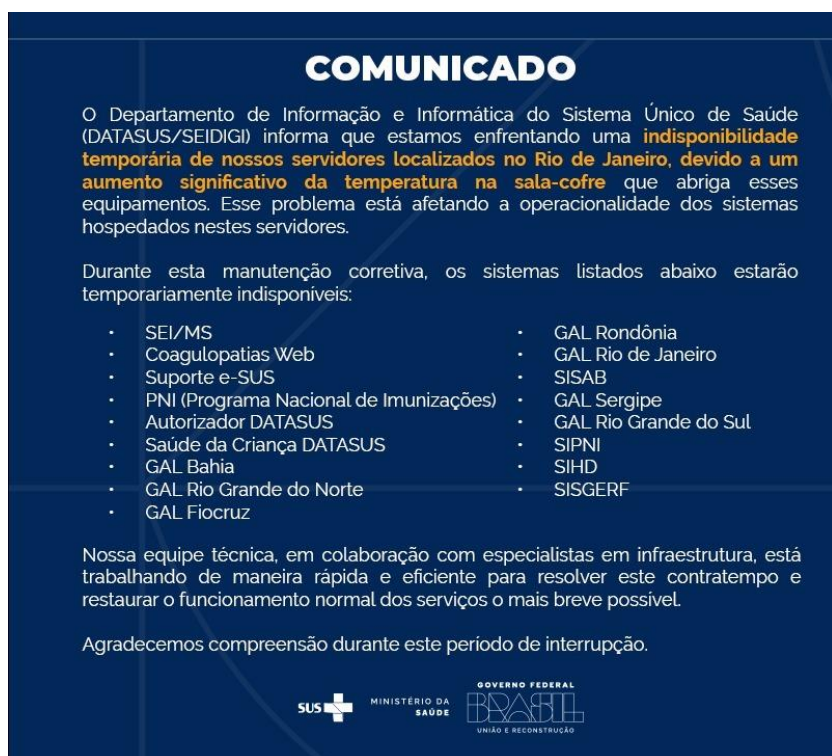 COMUNICADO
O Departamento de Informação e Informática do Sistema Único de Saúde
(DATASUS/SEIDIGI) informa que estamos enfrentando uma indisponibilidade
temporária de nossos servidores localizados no Rio de Janeiro, devido a um
aumento significativo da temperatura na sala-cofre que abriga esses
equipamentos. Esse problema está afetando a operacionalidade dos sistemas
hospedados nestes servidores.
Durante esta manutenção corretiva, os sistemas listados abaixo estarão
temporariamente indisponíveis:
• SEI/MS
• Coagulopatias Web
• Suporte e-SUS
• PNI (Programa Nacional de Imunizações)
• Autorizador DATASUS
• Saúde da Criança DATASUS
• GAL Bahia
• GAL Rio Grande do Norte
• GAL Fiocruz
• GAL Rondônia
• GAL Rio de Janeiro
• SISAB
• GAL Sergipe
• GAL Rio Grande do Sul
• SIPNI
• SIHD
• SISGERF
Nossa equipe técnica, em colaboração com especialistas em infraestrutura, está
trabalhando de maneira rápida e eficiente para resolver este contratempo e
restaurar o funcionamento normal dos serviços o mais breve possível.
Agradecemos compreensão durante este período de interrupção.
SUS
MINISTÉRIO DA
SAÚDE
GOVERNO FEDERAL
BRASIL
UNIÃO E RECONSTRUÇÃO